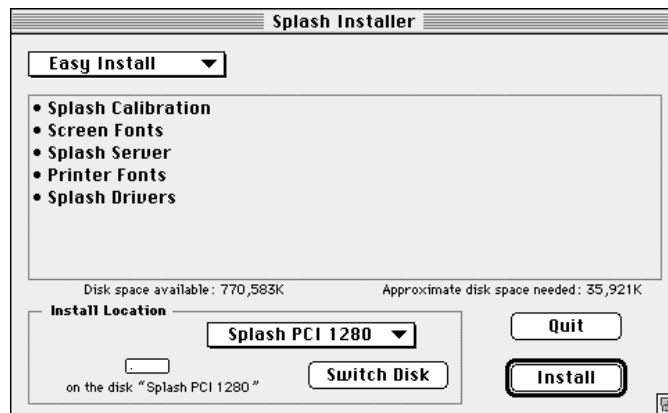 Splash Installer
Easy Install
• Splash Calibration
• Screen Fonts
• Splash Server
• Printer Fonts
• Splash Drivers
Disk space available: 770,583K Approximate disk space needed: 35,921K
Install Location
Splash PCI 1280
Quit
on the disk "Splash PCI 1280"
Switch Disk
Install